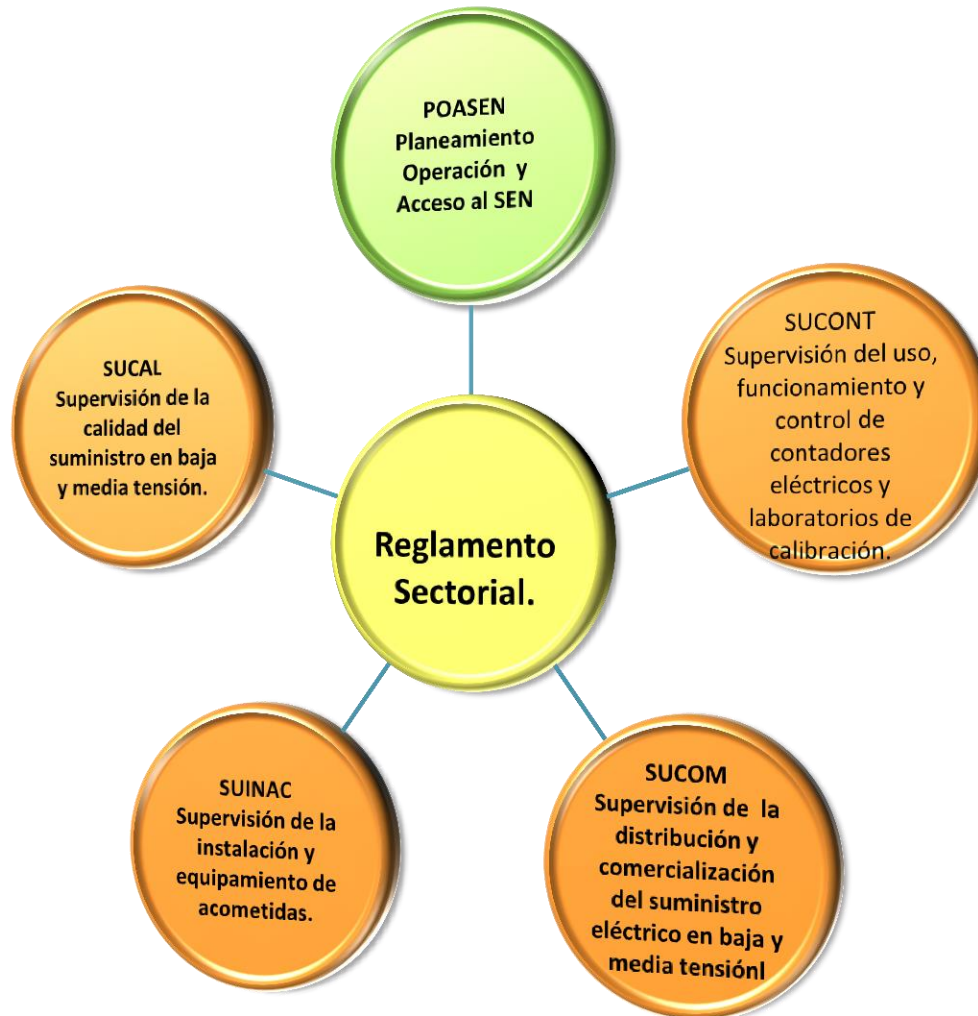 POASEN
Planeamiento
Operación y
Acceso al SEN
SUCONT
Supervisión del uso,
funcionamiento y
control de
contadores
eléctricos y
laboratorios de
calibración.
SUCAL
Supervisión de la
calidad del
suministro en baja
y media tensión.
Reglamento
Sectorial.
SUINAC
Supervisión de la
instalación y
equipamiento de
acometidas.
SUCOM
Supervisión de la
distribución y
comercialización
del suministro
eléctrico en baja y
media tensiónl